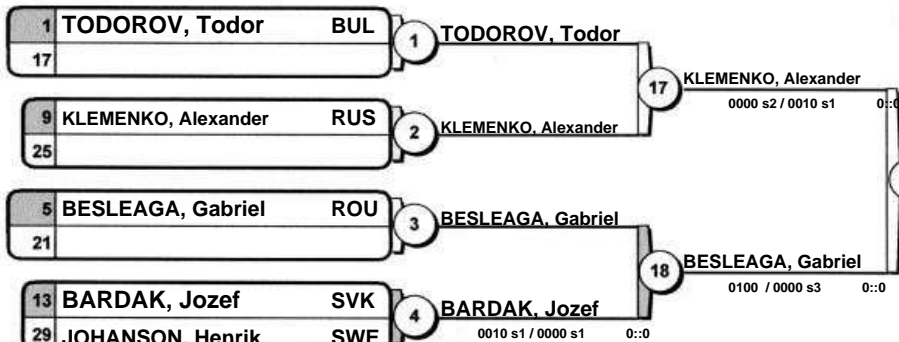 1 TODOROV, Todor BUL
17
1 TODOROV, Todor
9 KLEMENKO, Alexander RUS
25
2 KLEMENKO, Alexander
17 KLEMENKO, Alexander
0000 s2 / 0010 s1 0::0
5 BESLEAGA, Gabriel ROU
21
3 BESLEAGA, Gabriel
13 BARDAK, Jozef SVK
29 JOHANSON, Henrik SWE
4 BARDAK, Jozef
0010 s1 / 0000 s1 0::0
18 BESLEAGA, Gabriel
0100 / 0000 s3 0::0